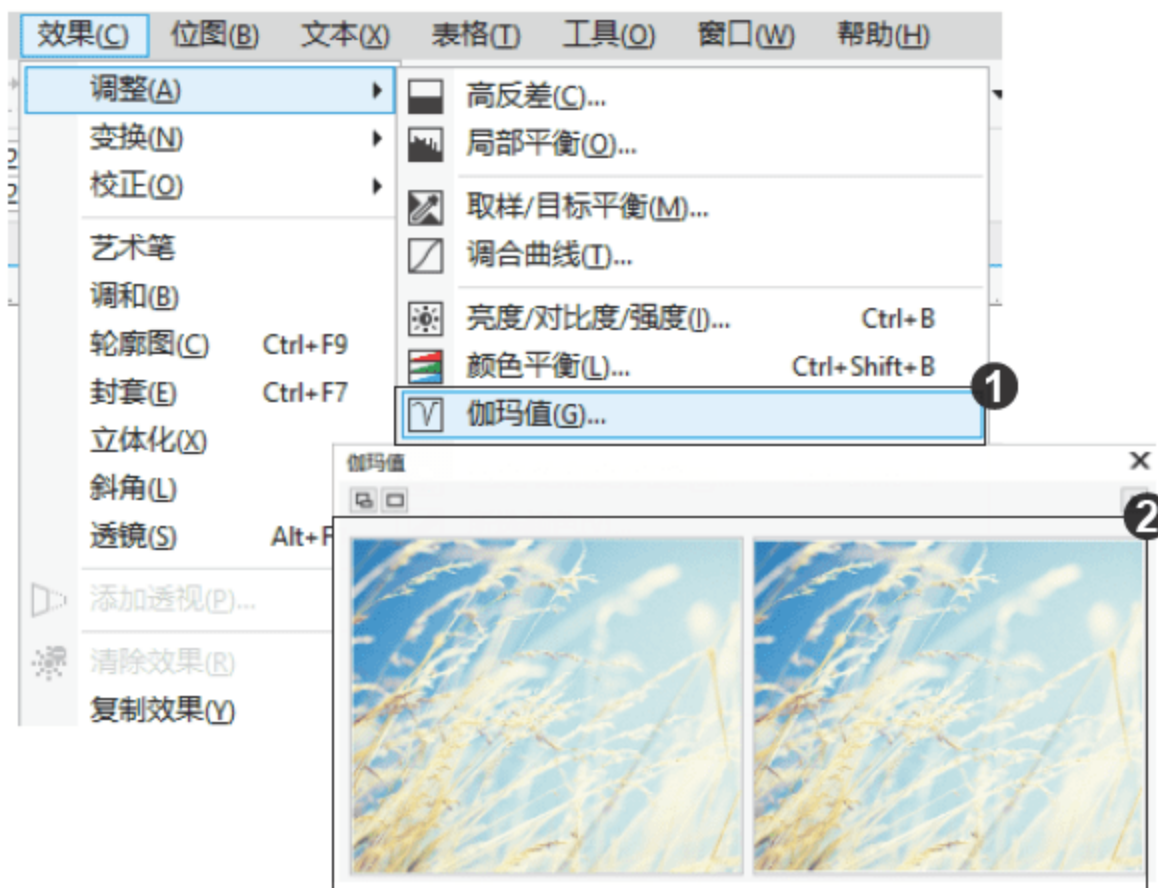 效果(C) 位图(B) 文本(X) 表格(T) 工具(O) 窗口(W) 帮助(H)
调整(A)
变换(N)
校正(O)
艺术笔
调和(B)
轮廓图(C) Ctrl+F9
封套(E) Ctrl+F7
立体化(X)
斜角(L)
透镜(S) Alt+F
添加透视(P)...
清除效果(R)
复制效果(Y)
高反差(C)...
局部平衡(O)...
取样/目标平衡(M)...
调合曲线(T)...
亮度/对比度/强度(I)... Ctrl+B
颜色平衡(L)... Ctrl+Shift+B
伽玛值(G)...
1
伽玛值
2